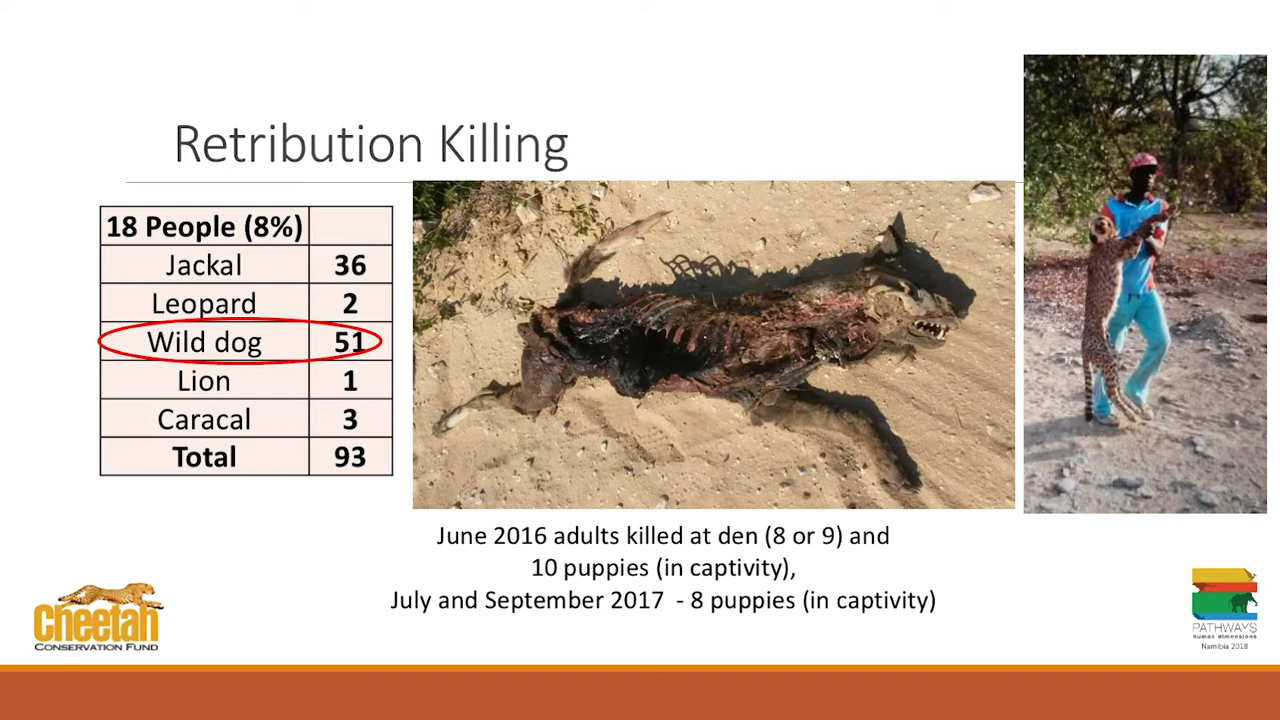 Retribution Killing
18 People (8%)
Jackal 36
Leopard 2
Wild dog 51
Lion 1
Caracal 3
Total 93
June 2016 adults killed at den (8 or 9) and
10 puppies (in captivity),
July and September 2017 - 8 puppies (in captivity)
Cheetah
CONSERVATION FUND
PATHWAYS
human dimensions
Namibia 2018